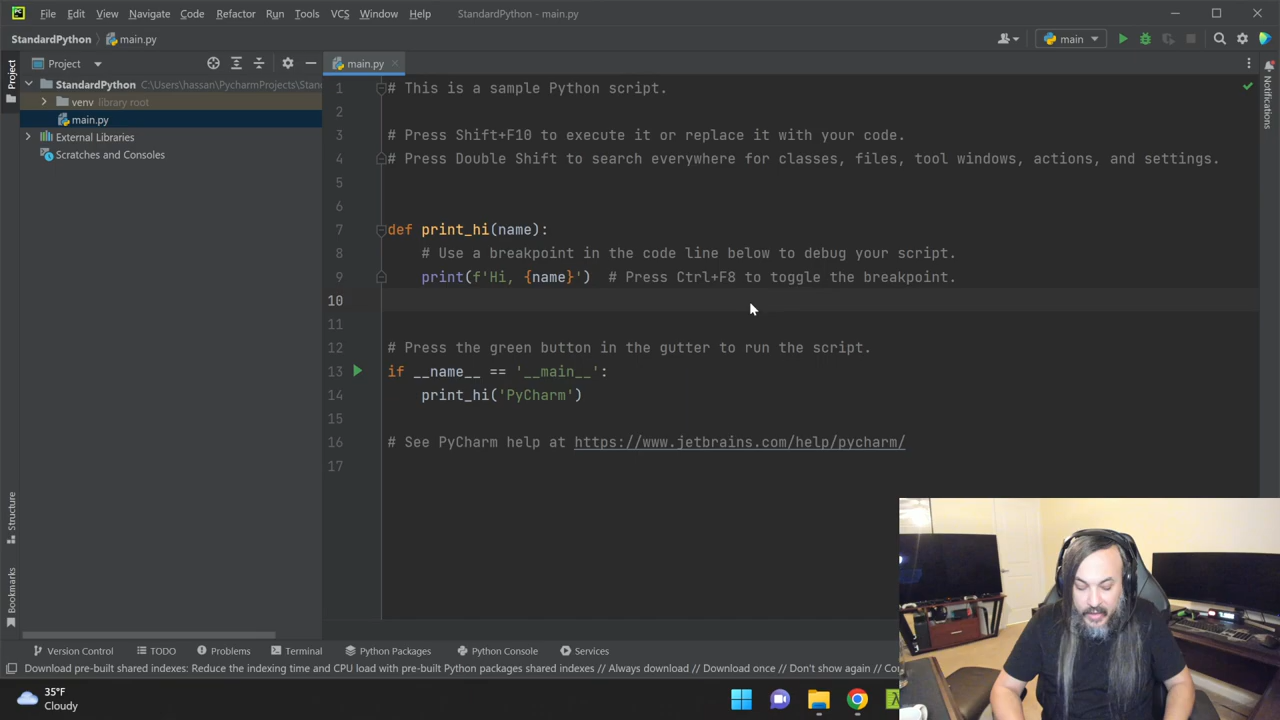 File Edit View Navigate Code Refactor Run Tools VCS Window Help StandardPython - main.py
StandardPython main.py main
Project main.py
Project
Notifications
StandardPython C:\Users\hassan\PycharmProjects\Stan
venv library root
main.py
External Libraries
Scratches and Consoles
1 # This is a sample Python script.
2
3 # Press Shift+F10 to execute it or replace it with your code.
4 # Press Double Shift to search everywhere for classes, files, tool windows, actions, and settings.
5
6
7 def print_hi(name):
8 # Use a breakpoint in the code line below to debug your script.
9 print(f'Hi, {name}') # Press Ctrl+F8 to toggle the breakpoint.
10
11
12 # Press the green button in the gutter to run the script.
13 if __name__ == '__main__':
14 print_hi('PyCharm')
15
16 # See PyCharm help at https://www.jetbrains.com/help/pycharm/
17
Structure
Bookmarks
Version Control TODO Problems Terminal Python Packages Python Console Services
Download pre-built shared indexes: Reduce the indexing time and CPU load with pre-built Python packages shared indexes // Always download // Download once // Don't show again // Co
35°F
Cloudy